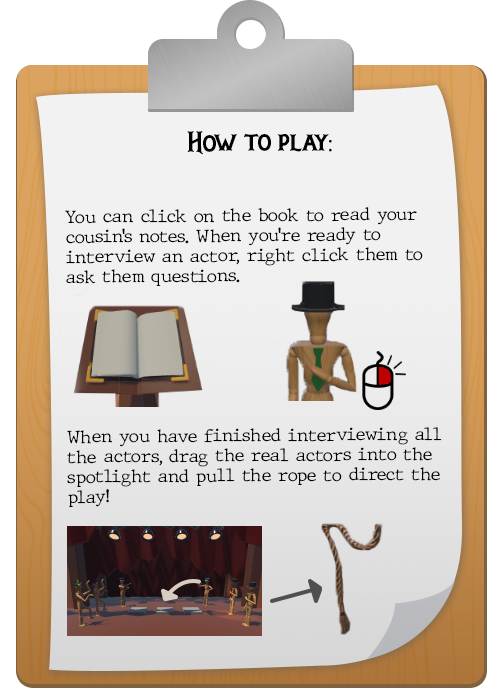 How to play:
You can click on the book to read your
cousin's notes. When you're ready to
interview an actor, right click them to
ask them questions.
When you have finished interviewing all
the actors, drag the real actors into the
spotlight and pull the rope to direct the
play!